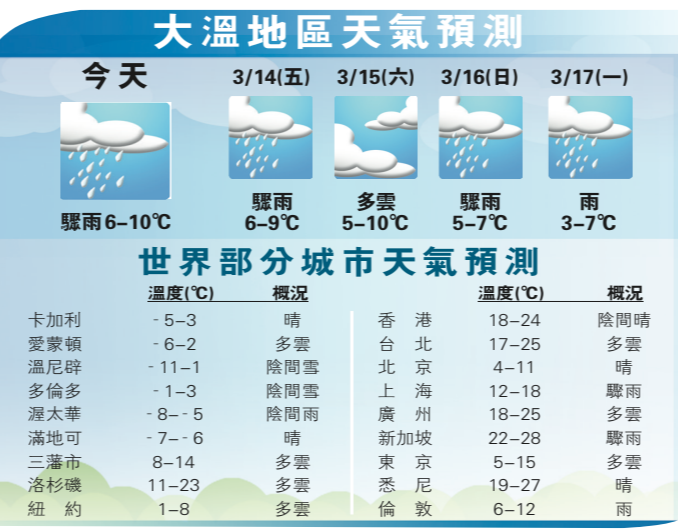 大溫地區天氣預測
今天 3/14(五) 3/15(六) 3/16(日) 3/17(一)
驟雨 多雲 驟雨 雨
驟雨6–10℃ 6–9℃ 5–10℃ 5–7℃ 3–7℃
世界部分城市天氣預測
溫度(℃) 概況 溫度(℃) 概況
卡加利 -5–3 晴 香港 18–24 陰間晴
愛蒙頓 -6–2 多雲 台北 17–25 多雲
溫尼辟 -11–1 陰間雪 北京 4–11 晴
多倫多 -1–3 陰間雪 上海 12–18 驟雨
渥太華 -8–-5 陰間雨 廣州 18–25 多雲
滿地可 -7–-6 晴 新加坡 22–28 驟雨
三藩市 8–14 多雲 東京 5–15 多雲
洛杉磯 11–23 多雲 悉尼 19–27 晴
紐約 1–8 多雲 倫敦 6–12 雨